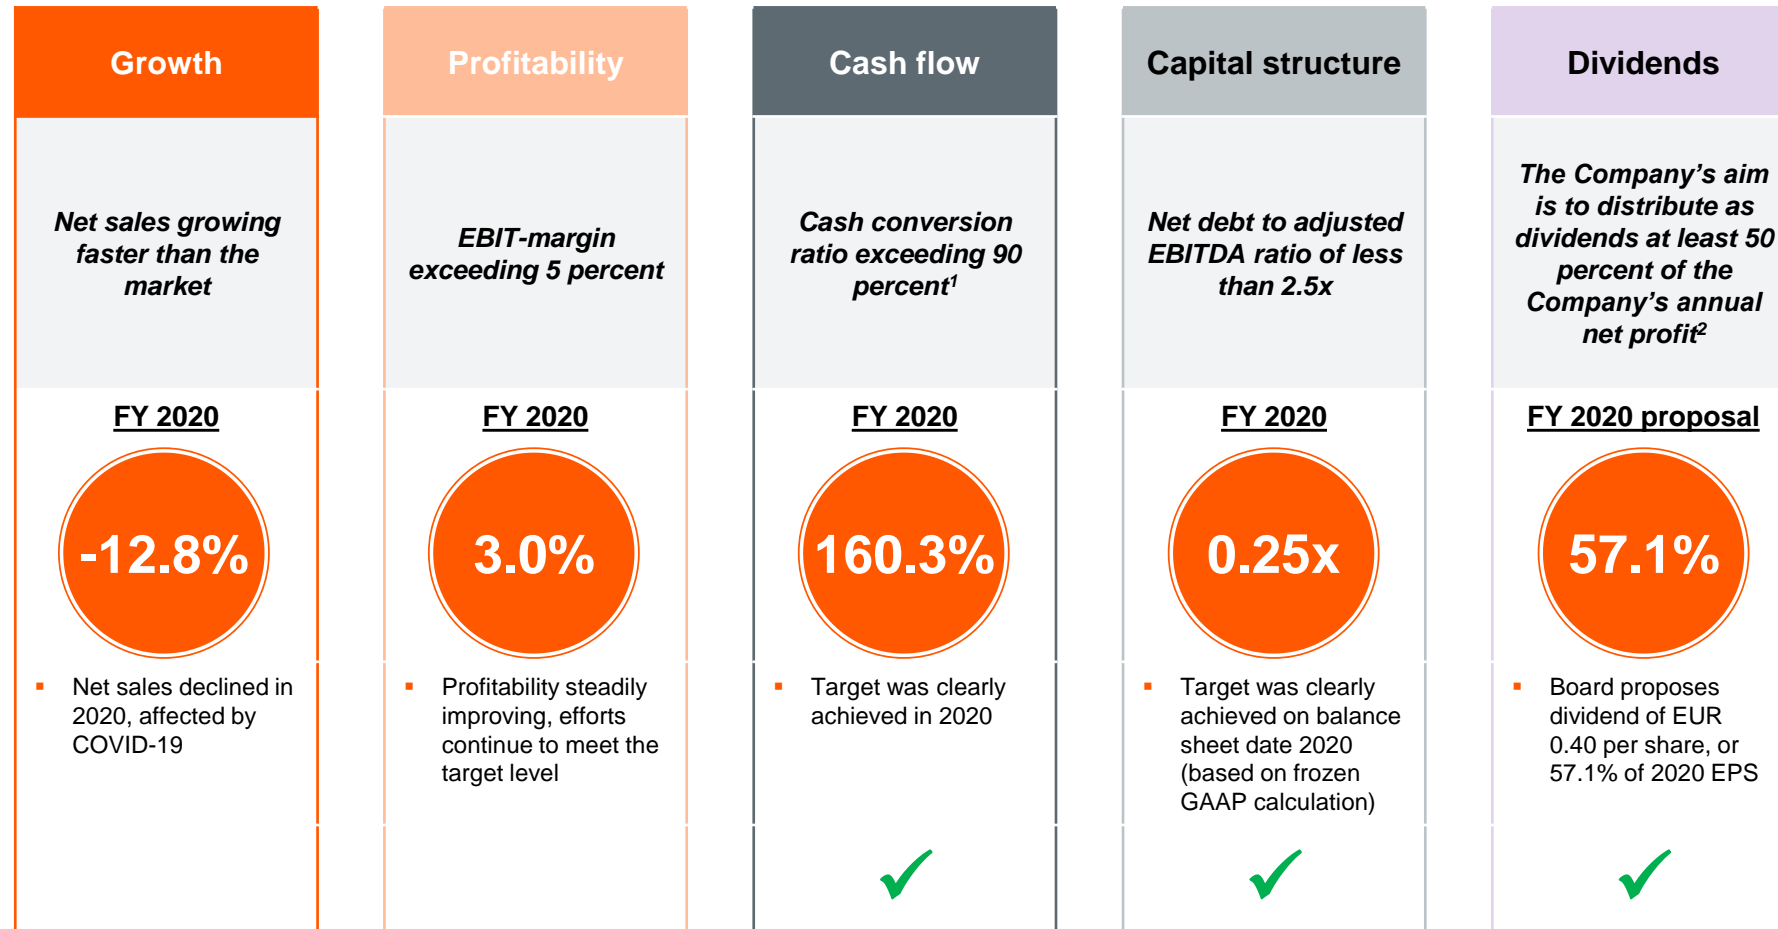 Growth
Net sales growing
faster than the
market
FY 2020
-12.8%
▪ Net sales declined in
2020, affected by
COVID-19
Profitability
EBIT-margin
exceeding 5 percent
FY 2020
3.0%
▪ Profitability steadily
improving, efforts
continue to meet the
target level
Cash flow
Cash conversion
ratio exceeding 90
percent¹
FY 2020
160.3%
▪ Target was clearly
achieved in 2020
Capital structure
Net debt to adjusted
EBITDA ratio of less
than 2.5x
FY 2020
0.25x
▪ Target was clearly
achieved on balance
sheet date 2020
(based on frozen
GAAP calculation)
Dividends
The Company’s aim
is to distribute as
dividends at least 50
percent of the
Company’s annual
net profit²
FY 2020 proposal
57.1%
▪ Board proposes
dividend of EUR
0.40 per share, or
57.1% of 2020 EPS